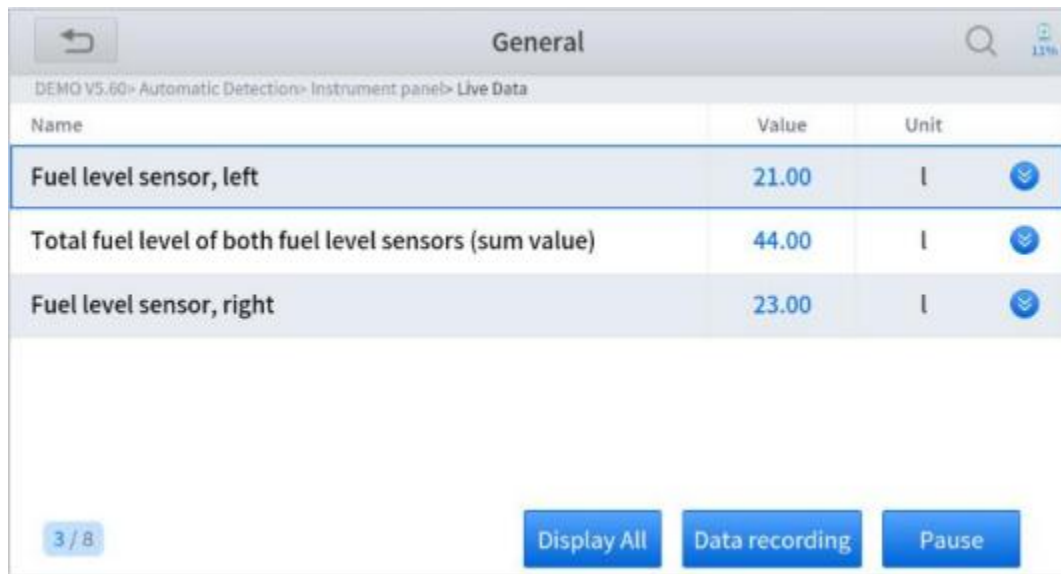 General
11%
DEMO V5.60> Automatic Detection> Instrument panel> Live Data
Name Value Unit
Fuel level sensor, left 21.00 l
Total fuel level of both fuel level sensors (sum value) 44.00 l
Fuel level sensor, right 23.00 l
3 / 8 Display All Data recording Pause